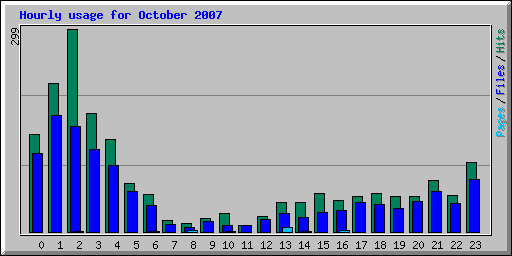 Hourly usage for October 2007
299
Pages/Files/Hits
0 1 2 3 4 5 6 7 8 9 10 11 12 13 14 15 16 17 18 19 20 21 22 23